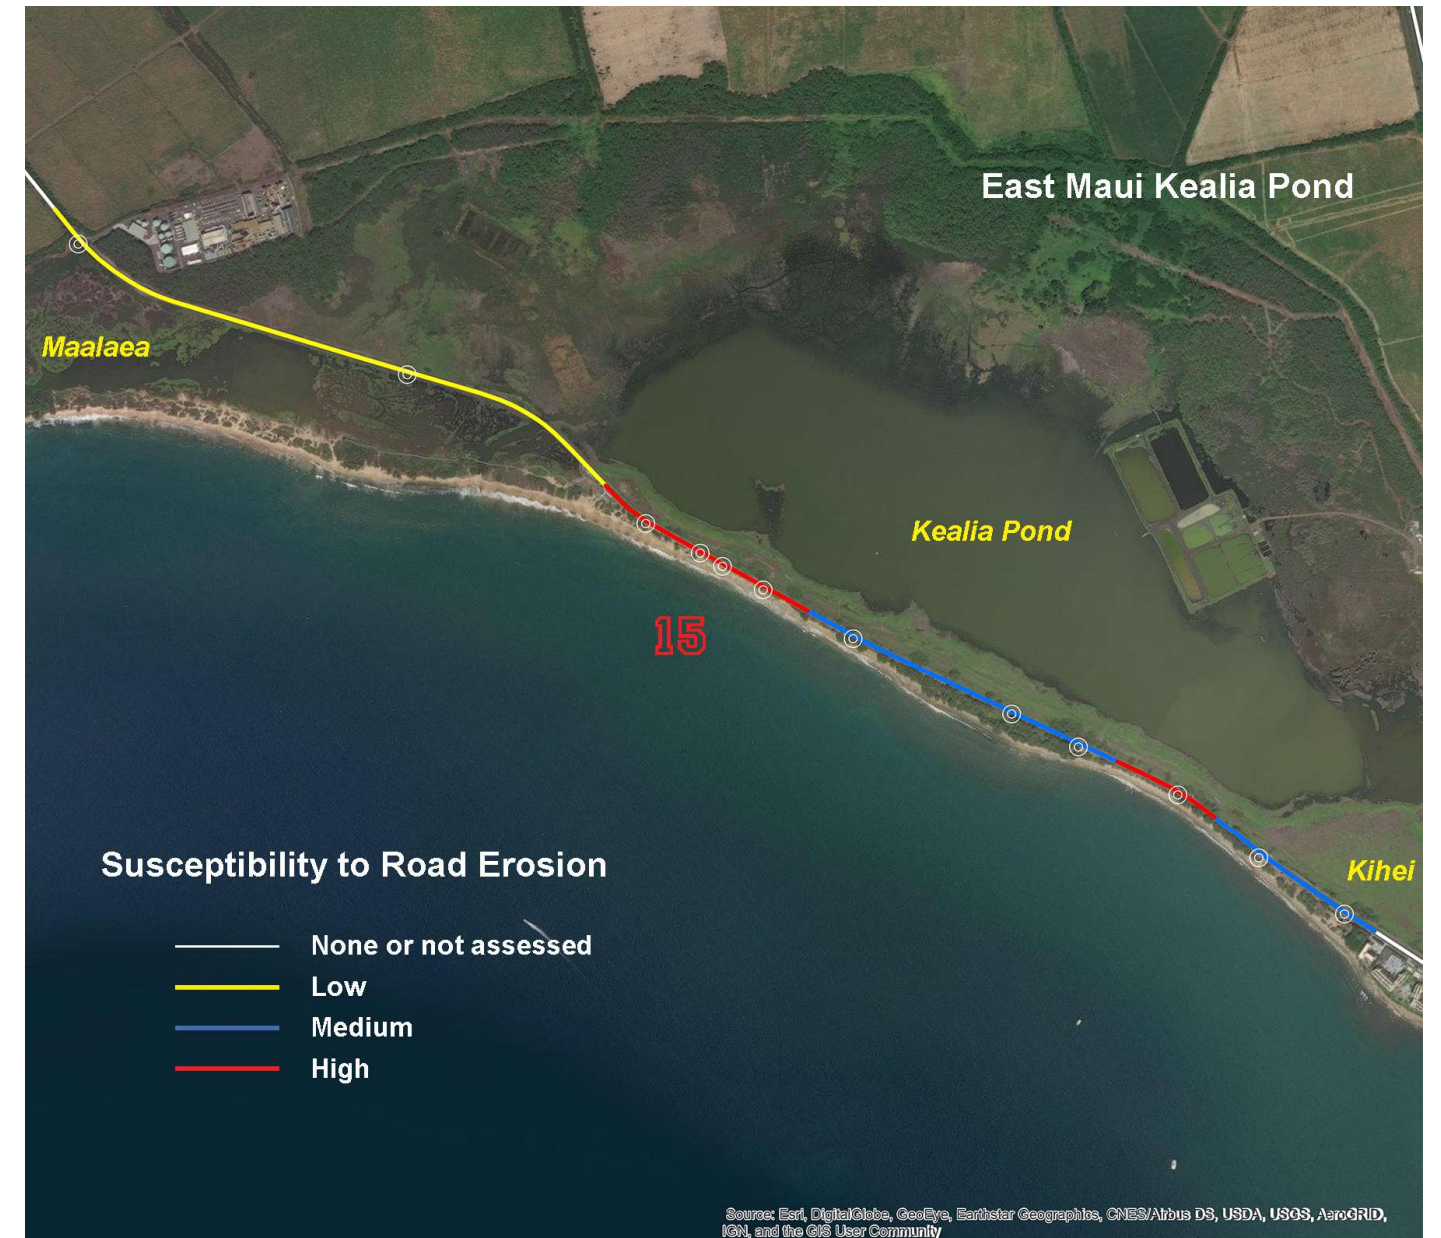 East Maui Kealia Pond
Maalaea
Kealia Pond
15
Kihei
Susceptibility to Road Erosion
None or not assessed
Low
Medium
High
Source: Esri, DigitalGlobe, GeoEye, Earthstar Geographics, CNES/Airbus DS, USDA, USGS, AeroGRID,
IGN, and the GIS User Community